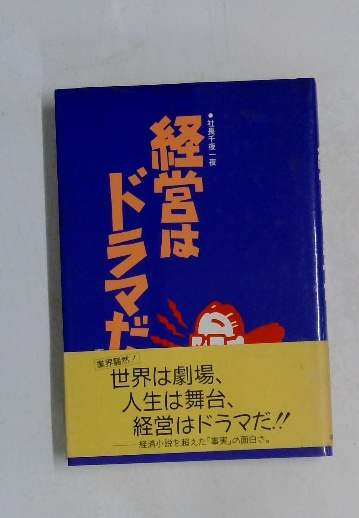 ●社長千夜一夜
経営は
ドラマだ
業界騒然!
世界は劇場、
人生は舞台、
経営はドラマだ!!
――経済小説を超えた「事実」の面白さ。